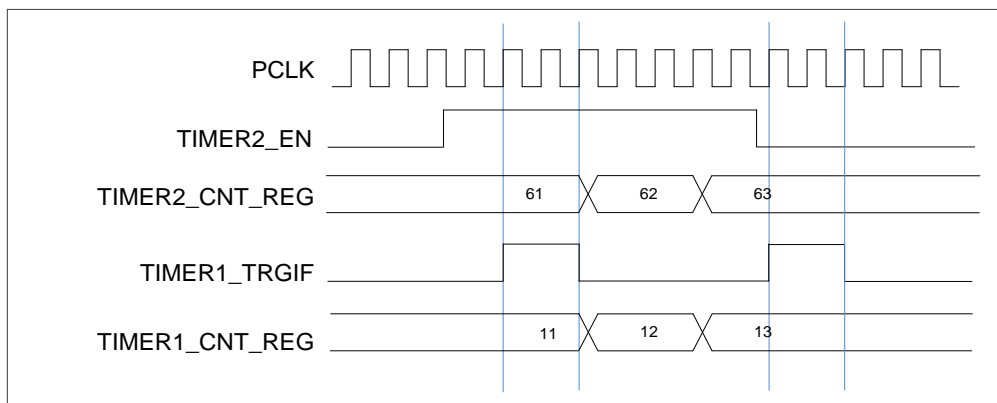 PCLK
TIMER2_EN
TIMER2_CNT_REG 61 62 63
TIMER1_TRGIF
TIMER1_CNT_REG 11 12 13